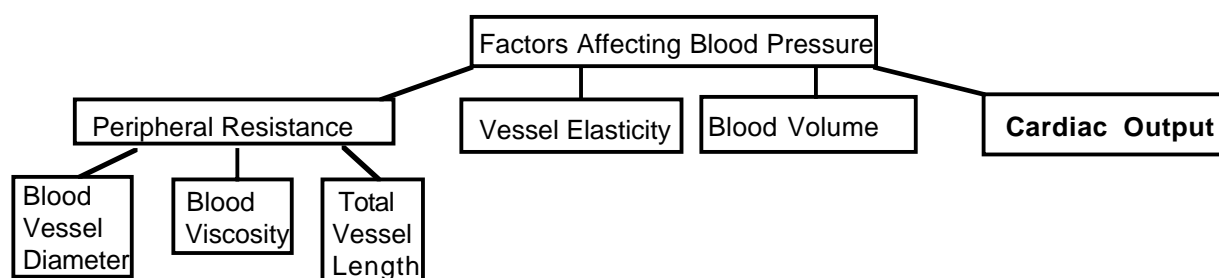 Factors Affecting Blood Pressure
Peripheral Resistance
Vessel Elasticity
Blood Volume
Cardiac Output
Blood
Vessel
Diameter
Blood
Viscosity
Total
Vessel
Length